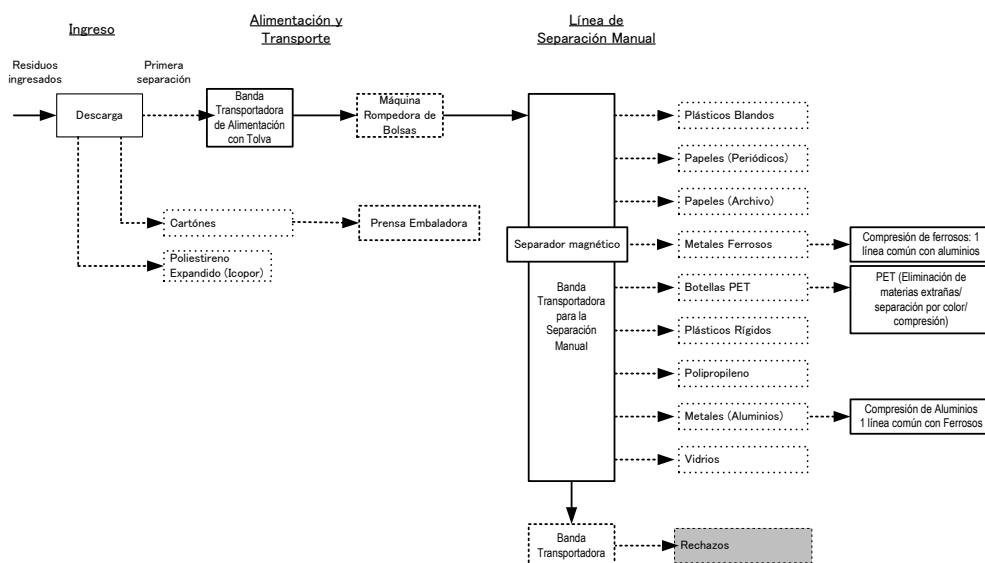 Ingreso
Alimentación y
Transporte
Línea de
Separación Manual
Residuos
ingresados
Primera
separación
Descarga
Banda
Transportadora
de Alimentación
con Tolva
Máquina
Rompedora de
Bolsas
Cartónes
Prensa Embaladora
Poliestireno
Expandido (Icopor)
Separador magnético
Banda
Transportadora
para la
Separación
Manual
Plásticos Blandos
Papeles (Periódicos)
Papeles (Archivo)
Metales Ferrosos
Compresión de ferrosos: 1
línea común con aluminios
Botellas PET
PET (Eliminación de
materias extrañas/
separación por color/
compresión)
Plásticos Rígidos
Polipropileno
Metales (Aluminios)
Compresión de Aluminios
1 línea común con Ferrosos
Vidrios
Banda
Transportadora
Rechazos